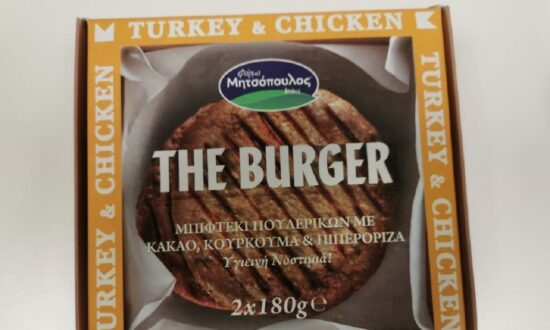 TURKEY & CHICKEN
TURKEY & CHICKEN
TURKEY & CHICKEN
Φάρμα
Μητσόπουλος
THE BURGER
ΜΠΙΦΤΕΚΙ ΠΟΥΛΕΡΙΚΩΝ ΜΕ
ΚΑΚΑΟ, ΚΟΥΡΚΟΥΜΑ & ΠΙΠΕΡΟΡΙΖΑ
Υγιεινή Νοστιμιά!
2x180g℮